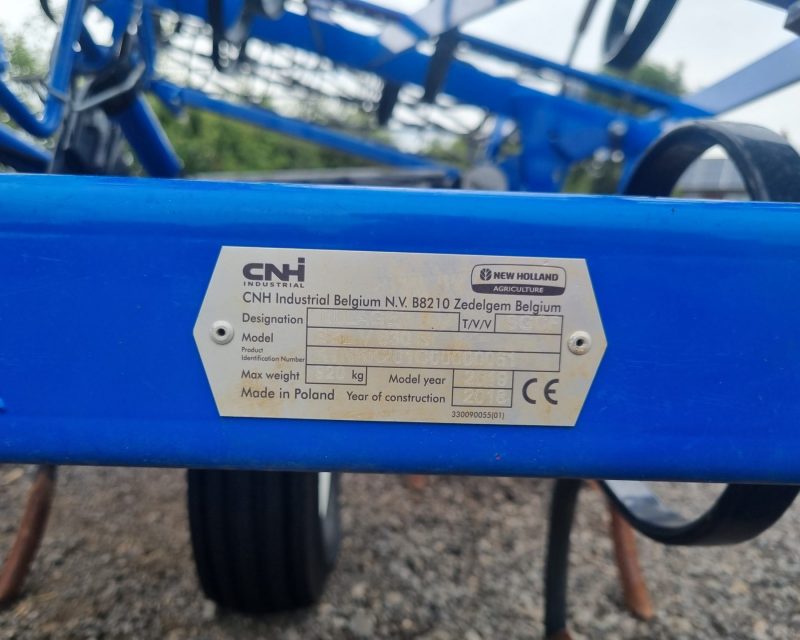 CNH
INDUSTRIAL
NEW HOLLAND
AGRICULTURE
CNH Industrial Belgium N.V. B8210 Zedelgem Belgium
Designation T/V/V
Model
Product
Identification Number
Max weight kg Model year
Made in Poland Year of construction 2018 CE
330090055(01)